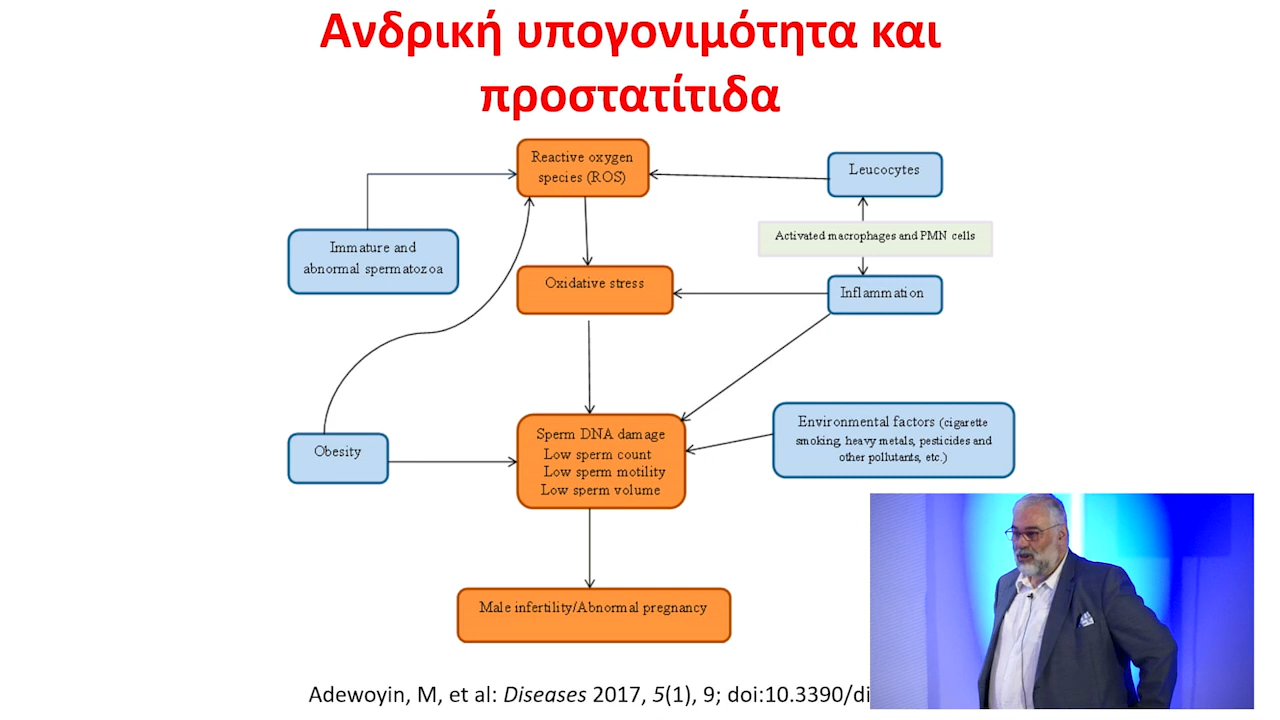 Ανδρική υπογονιμότητα και
προστατίτιδα
Reactive oxygen
species (ROS)
Leucocytes
Activated macrophages and PMN cells
Immature and
abnormal spermatozoa
Oxidative stress
Inflammation
Environmental factors (cigarette
smoking, heavy metals, pesticides and
other pollutants, etc.)
Obesity
Sperm DNA damage
Low sperm count
Low sperm motility
Low sperm volume
Male infertility/Abnormal pregnancy
Adewoyin, M, et al: Diseases 2017, 5(1), 9; doi:10.3390/di